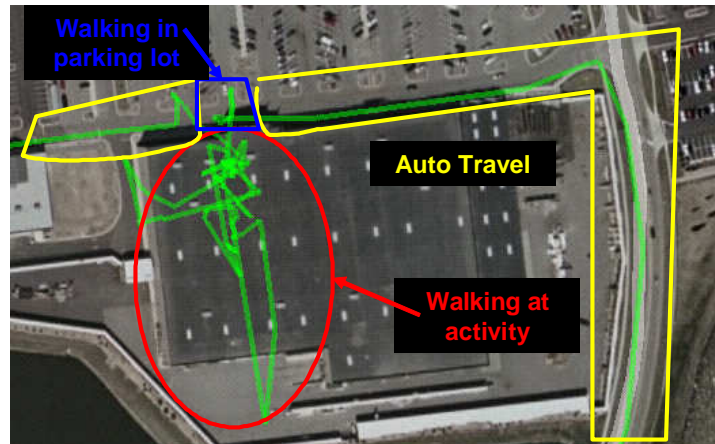 Walking in
parking lot
Auto Travel
Walking at
activity